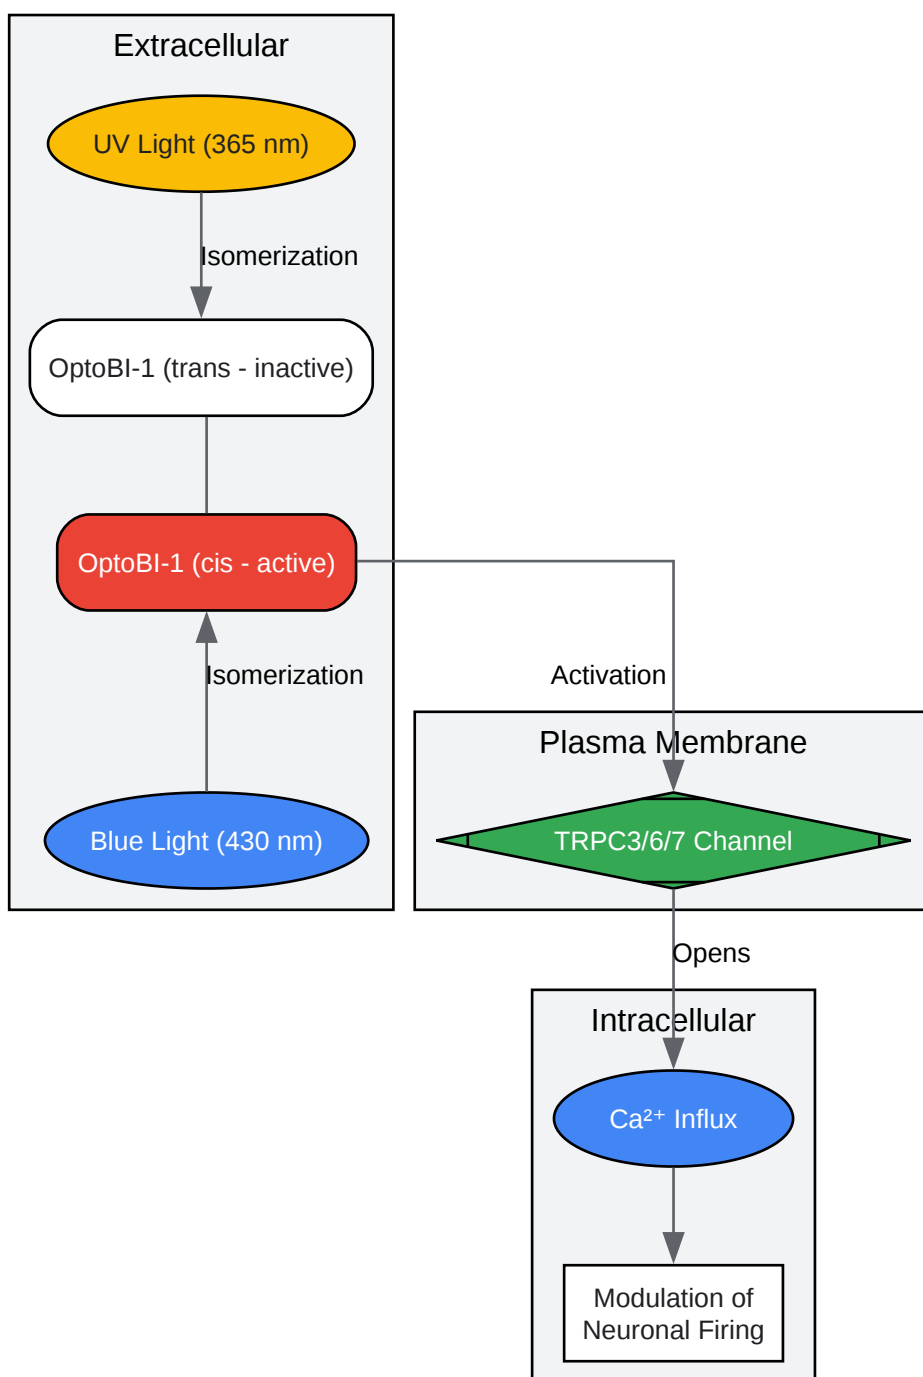 Extracellular
UV Light (365 nm)
Isomerization
OptoBI-1 (trans - inactive)
OptoBI-1 (cis - active)
Isomerization
Activation
Plasma Membrane
Blue Light (430 nm)
TRPC3/6/7 Channel
Opens
Intracellular
Ca²⁺ Influx
Modulation of
Neuronal Firing